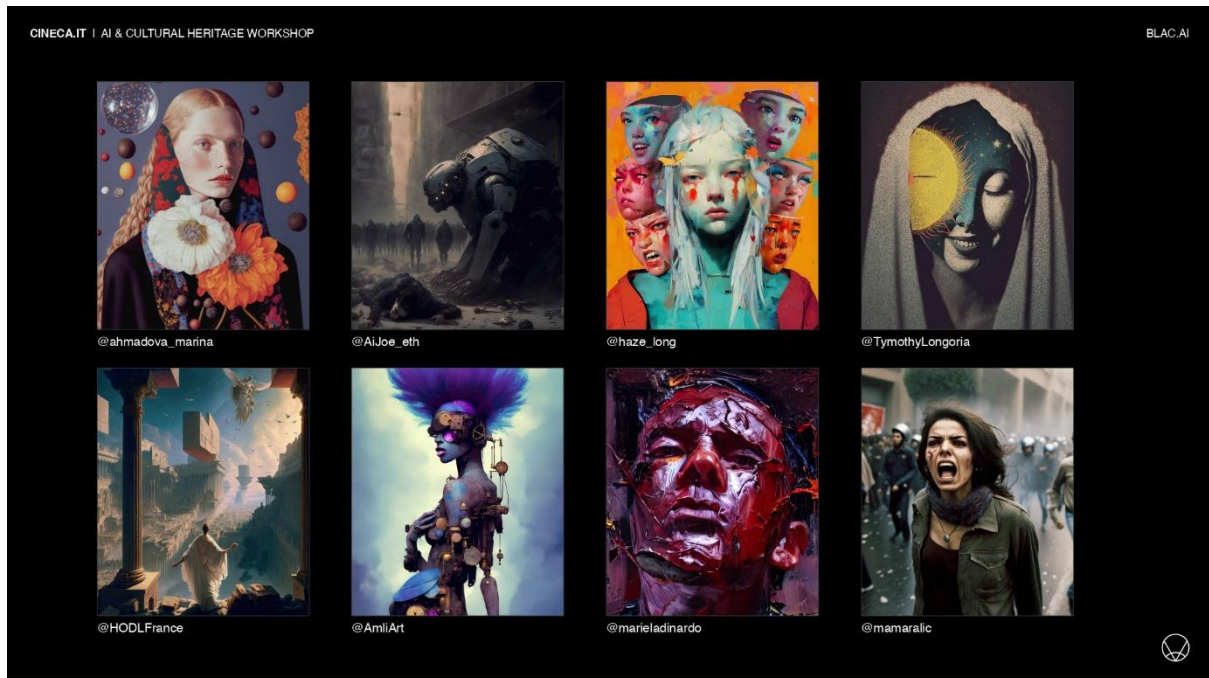 CINECA.IT | AI & CULTURAL HERITAGE WORKSHOP
BLAC.AI
@ahmadova_marina
@AiJoe_eth
@haze_long
@TymothyLongoria
@HODLFrance
@AmliArt
@marieladinardo
@mamaralic